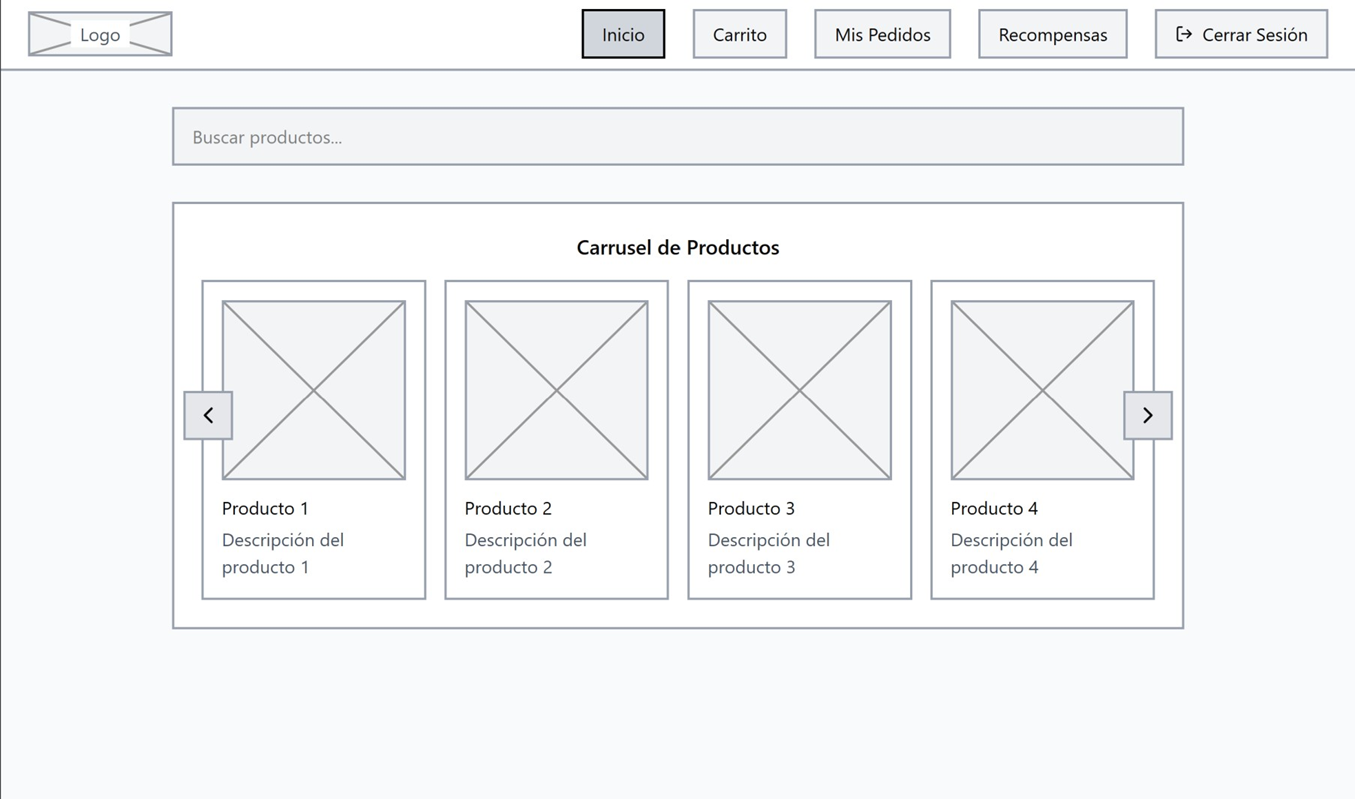 Logo
Inicio
Carrito
Mis Pedidos
Recompensas
Cerrar Sesión
Buscar productos...
Carrusel de Productos
Producto 1
Descripción del
producto 1
Producto 2
Descripción del
producto 2
Producto 3
Descripción del
producto 3
Producto 4
Descripción del
producto 4